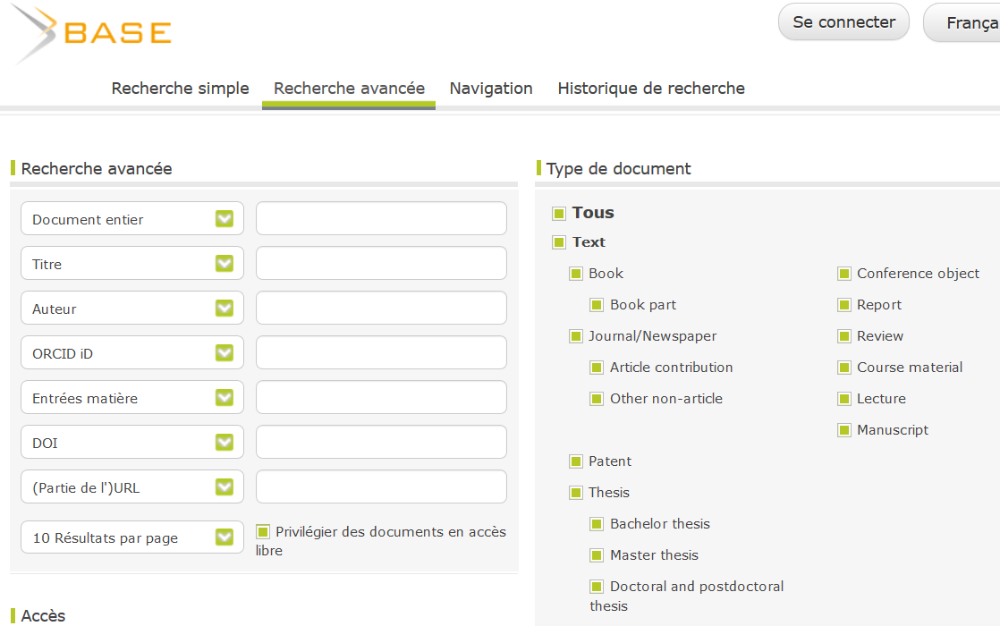 BASE
Se connecter
França
Recherche simple
Recherche avancée
Navigation
Historique de recherche
Recherche avancée
Document entier
Titre
Auteur
ORCID iD
Entrées matière
DOI
(Partie de l')URL
10 Résultats par page
Privilégier des documents en accès
libre
Accès
Type de document
Tous
Text
Book
Book part
Journal/Newspaper
Article contribution
Other non-article
Conference object
Report
Review
Course material
Lecture
Manuscript
Patent
Thesis
Bachelor thesis
Master thesis
Doctoral and postdoctoral
thesis